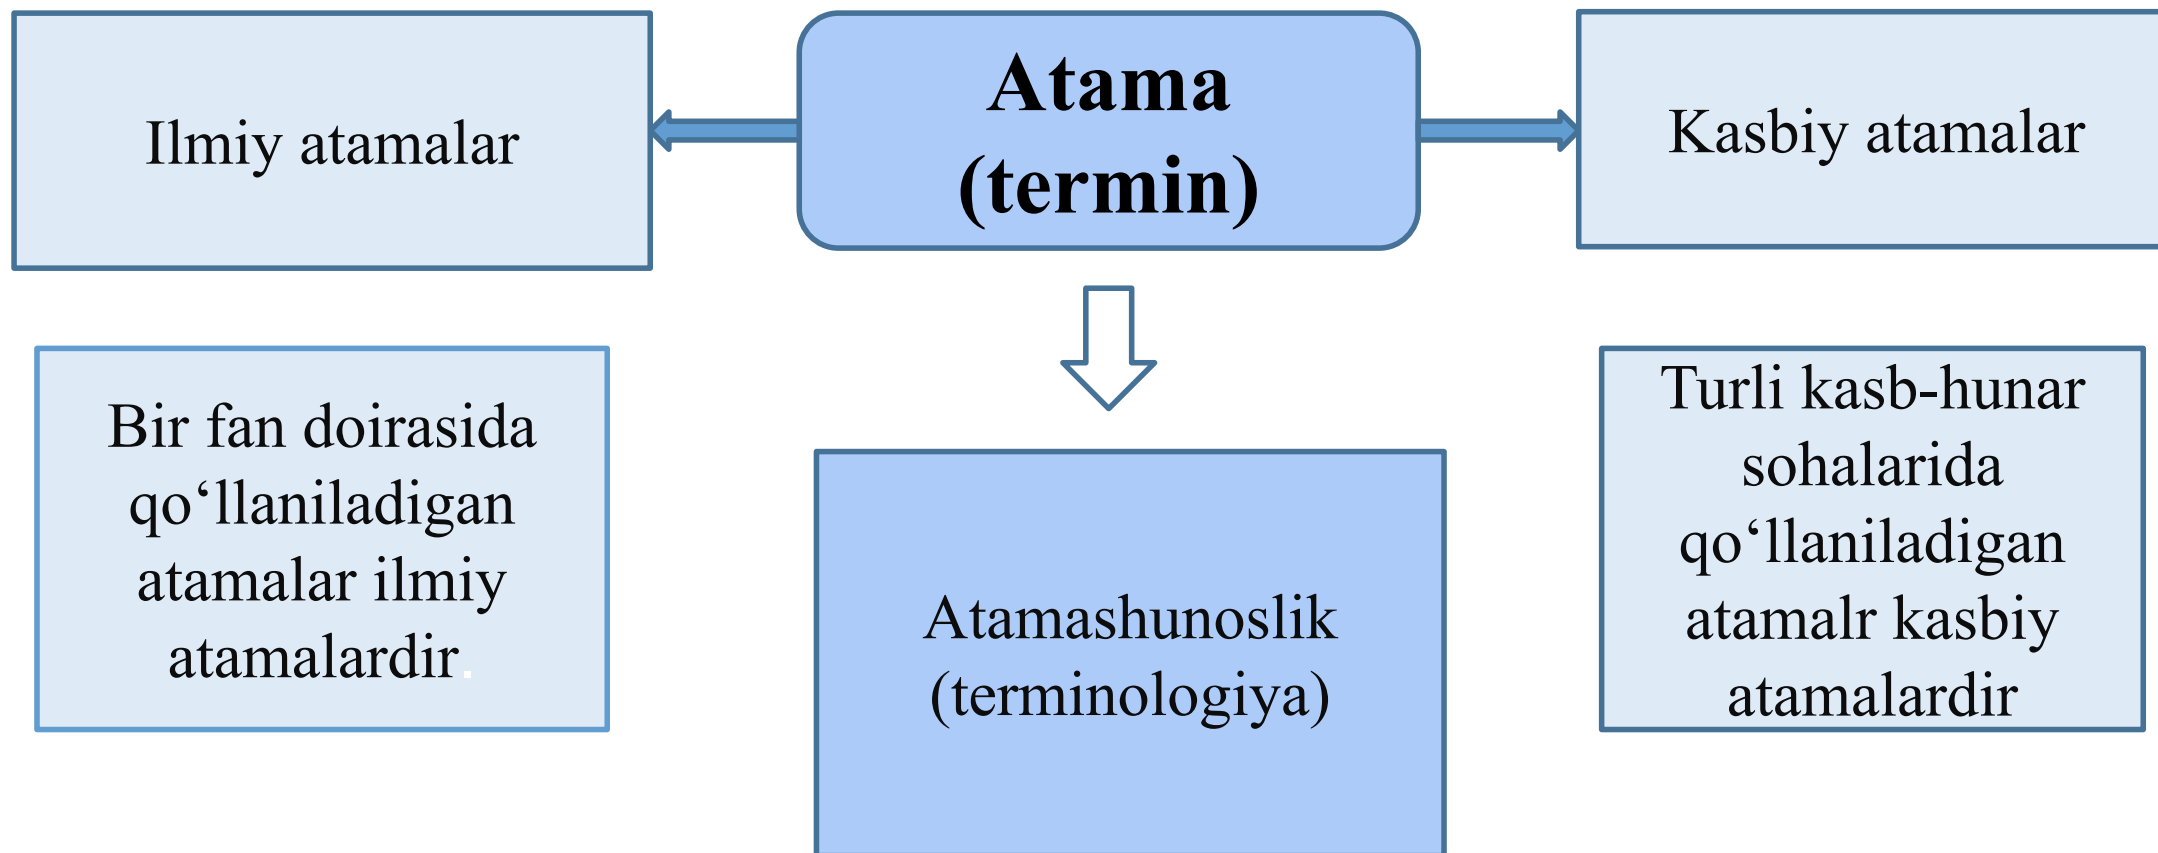 Ilmiy atamalar
Atama
(termin)
Kasbiy atamalar
Bir fan doirasida
qo‘llaniladigan
atamalar ilmiy
atamalardir.
Atamashunoslik
(terminologiya)
Turli kasb-hunar
sohalarida
qo‘llaniladigan
atamalr kasbiy
atamalardir